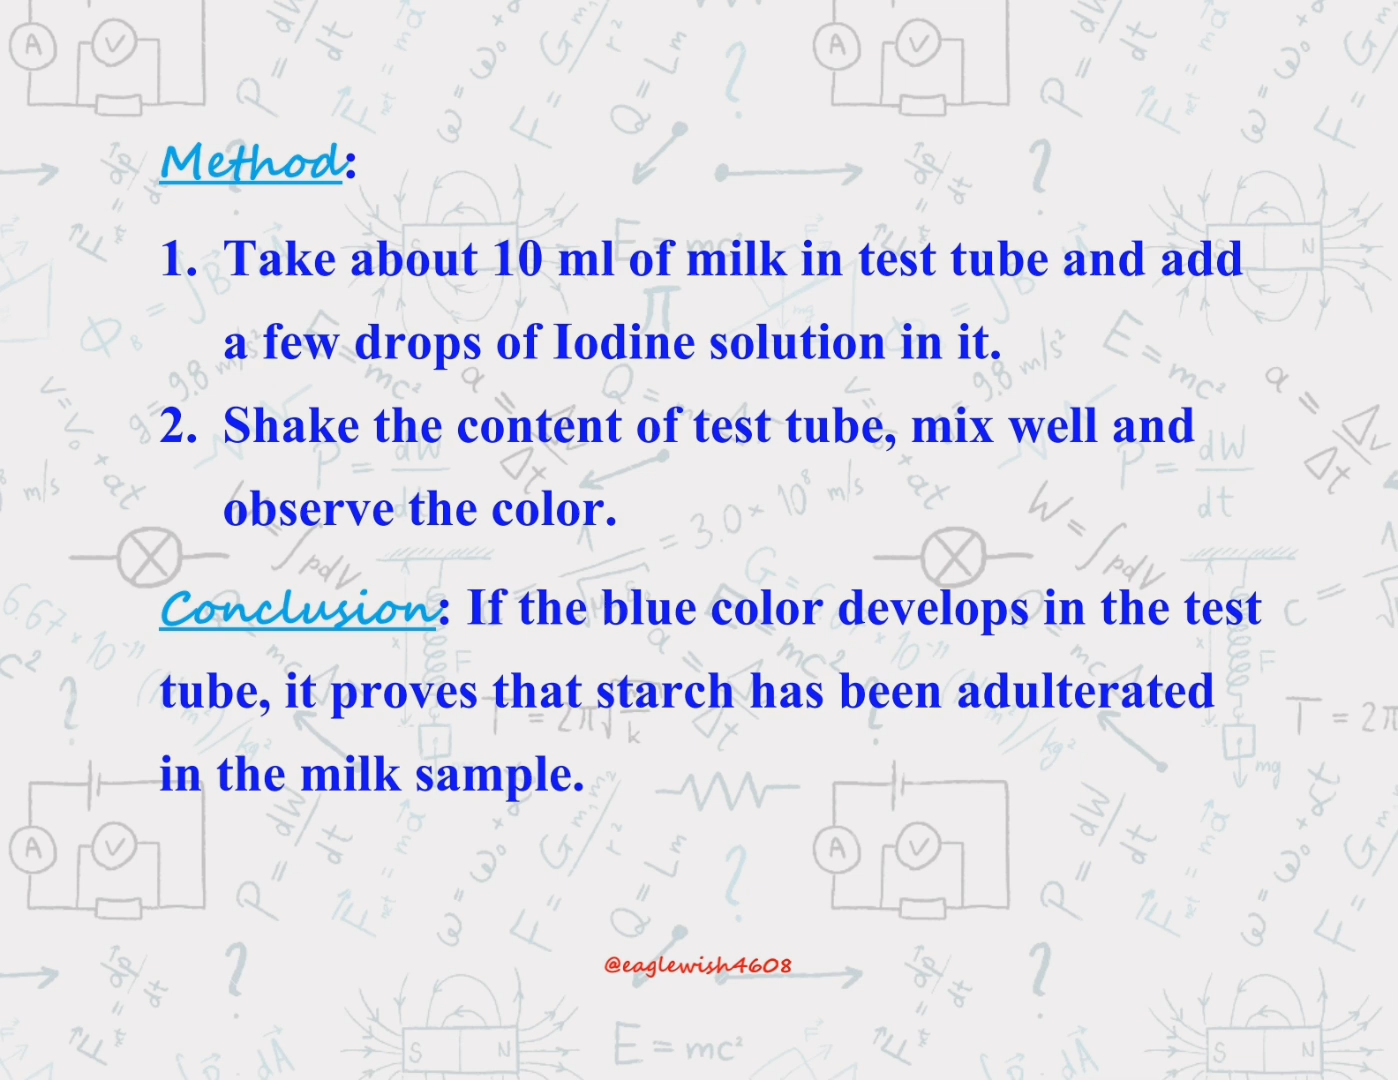 Method:
1. Take about 10 ml of milk in test tube and add
a few drops of Iodine solution in it.
2. Shake the content of test tube, mix well and
observe the color.
Conclusion: If the blue color develops in the test
tube, it proves that starch has been adulterated
in the milk sample.
@eaglewish4608